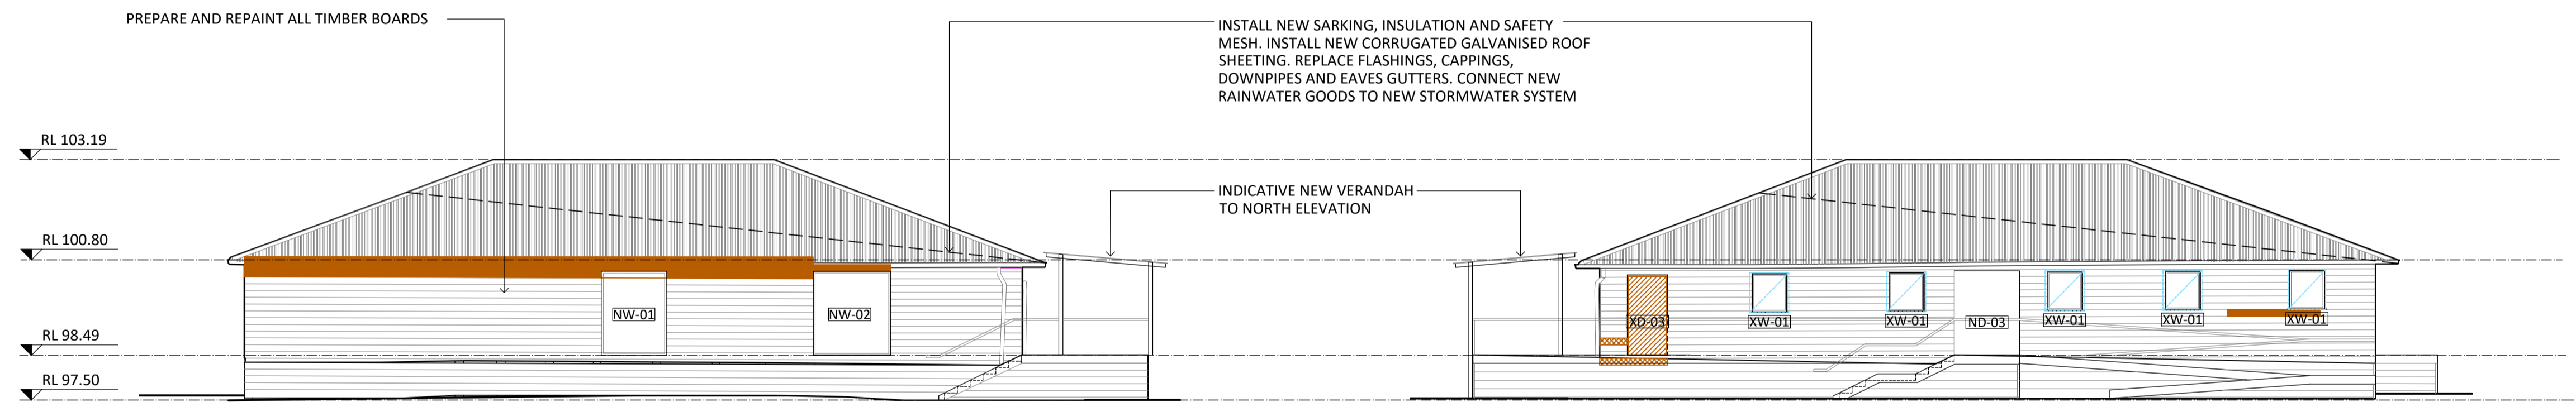 PREPARE AND REPAINT ALL TIMBER BOARDS
INSTALL NEW SARKING, INSULATION AND SAFETY
MESH. INSTALL NEW CORRUGATED GALVANISED ROOF
SHEETING. REPLACE FLASHINGS, CAPPINGS,
DOWNPIPES AND EAVES GUTTERS. CONNECT NEW
RAINWATER GOODS TO NEW STORMWATER SYSTEM
RL 103.19
INDICATIVE NEW VERANDAH
TO NORTH ELEVATION
RL 100.80
NW-01
NW-02
XD-03
XW-01
XW-01
ND-03
XW-01
XW-01
XW-01
RL 98.49
RL 97.50